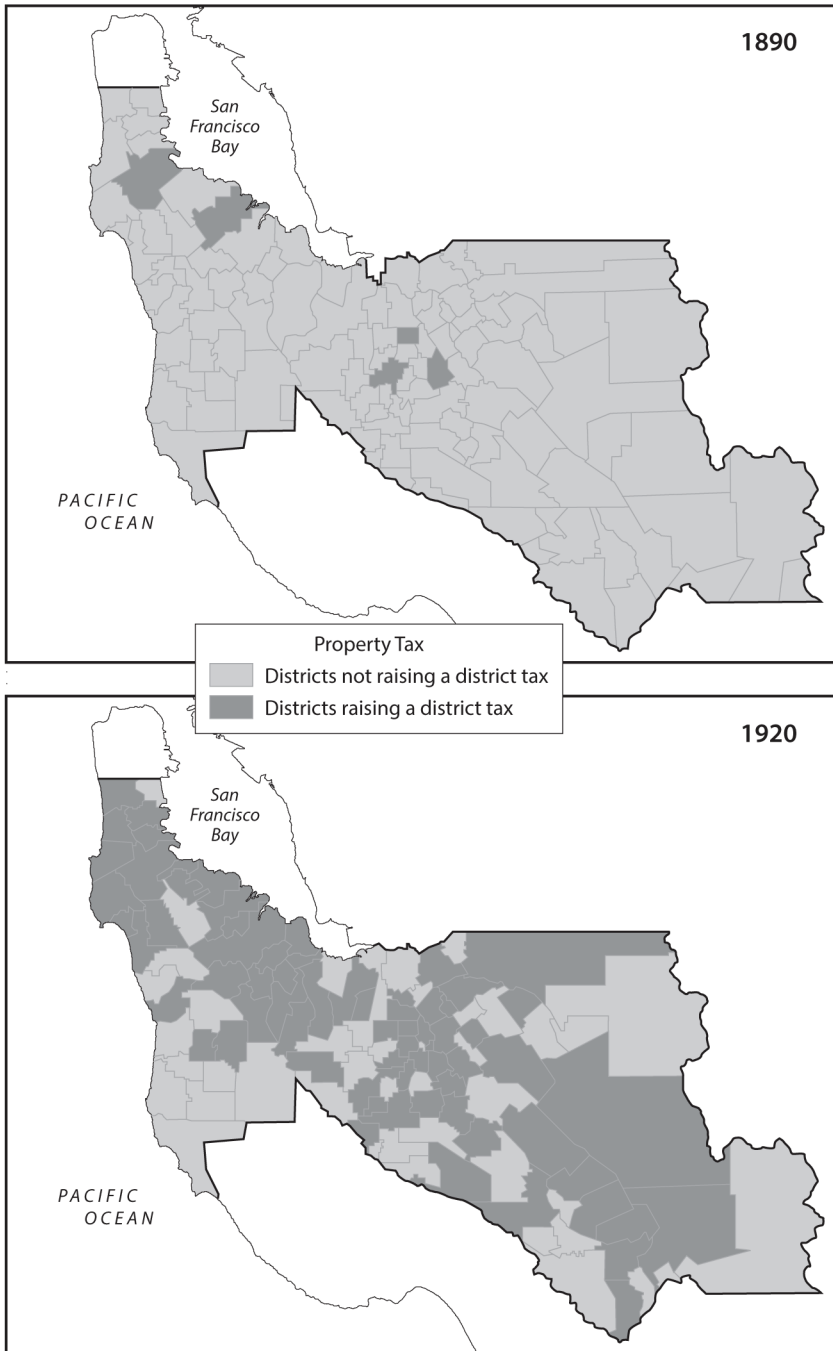 1890
San
Francisco
Bay
PACIFIC
OCEAN
Property Tax
Districts not raising a district tax
Districts raising a district tax
1920
San
Francisco
Bay
PACIFIC
OCEAN